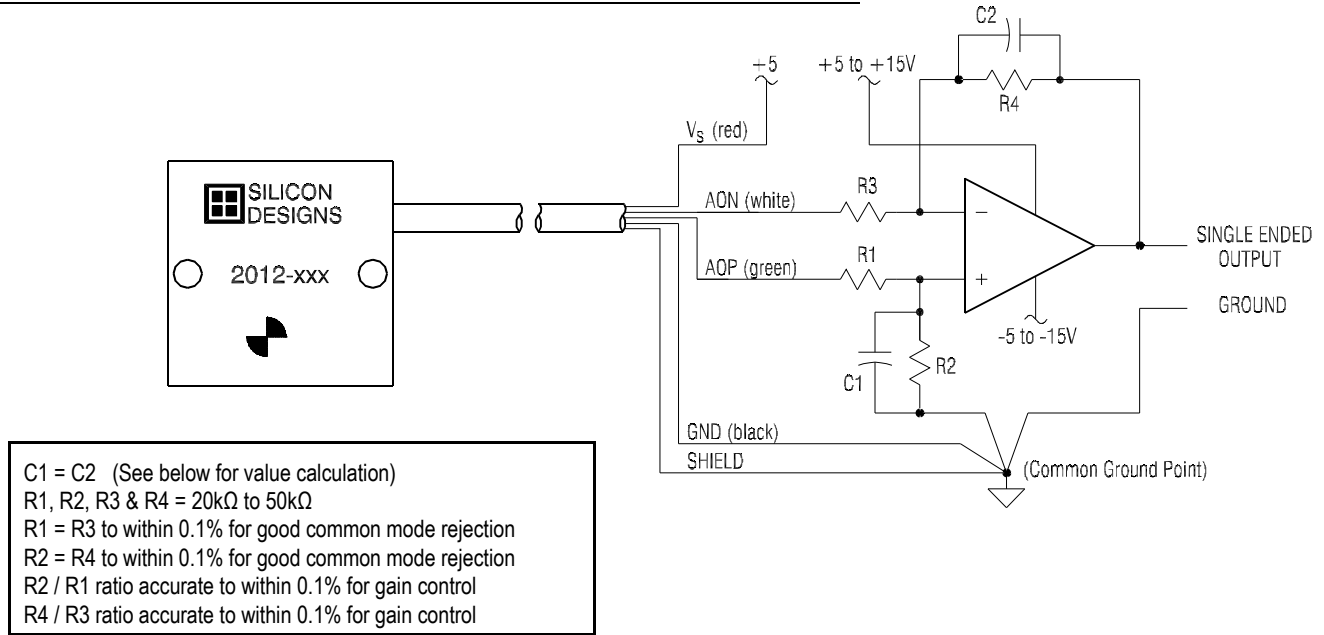 C2
+5
+5 to +15V
R4
VS (red)
SILICON
DESIGNS
AON (white)
R3
−
SINGLE ENDED
OUTPUT
2012-xxx
AOP (green)
R1
+
GROUND
-5 to -15V
C1
R2
GND (black)
SHIELD
(Common Ground Point)
C1 = C2 (See below for value calculation)
R1, R2, R3 & R4 = 20kΩ to 50kΩ
R1 = R3 to within 0.1% for good common mode rejection
R2 = R4 to within 0.1% for good common mode rejection
R2 / R1 ratio accurate to within 0.1% for gain control
R4 / R3 ratio accurate to within 0.1% for gain control